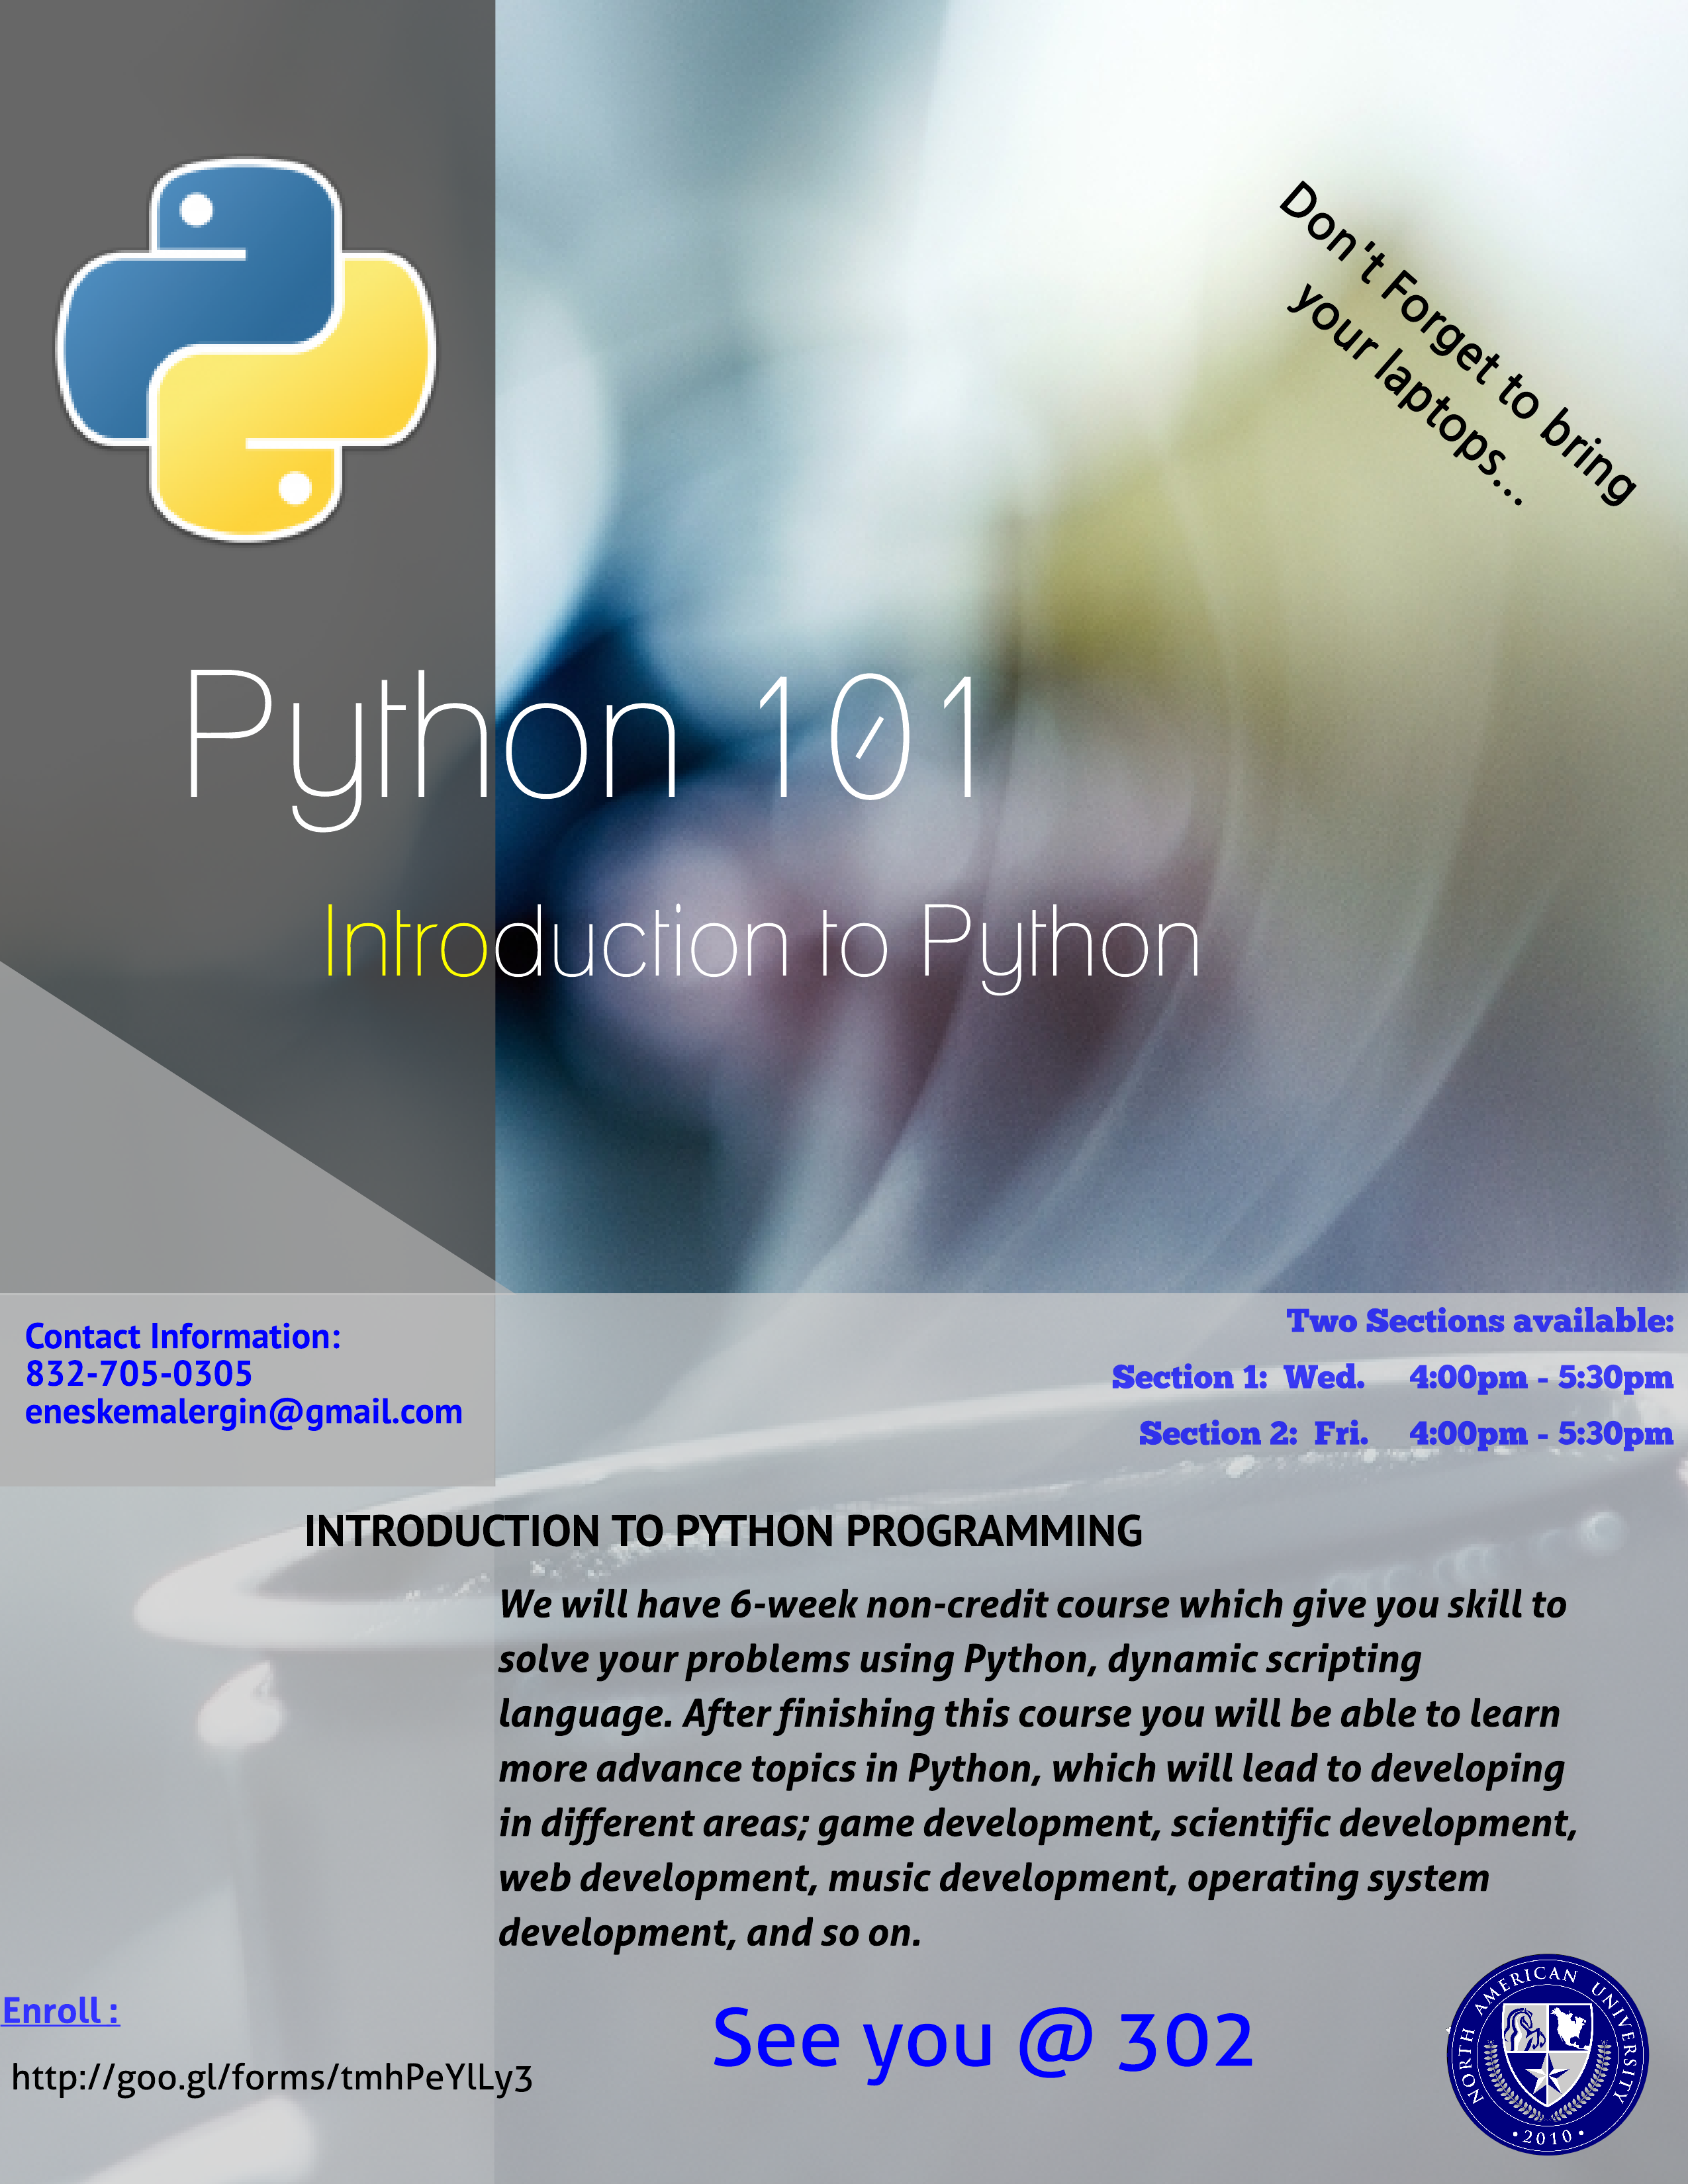 Don't Forget to bring
your laptops...
Python 101
Introduction to Python
Contact Information:
832-705-0305
eneskemalergin@gmail.com
Two Sections available:
Section 1: Wed. 4:00pm - 5:30pm
Section 2: Fri. 4:00pm - 5:30pm
INTRODUCTION TO PYTHON PROGRAMMING
We will have 6-week non-credit course which give you skill to
solve your problems using Python, dynamic scripting
language. After finishing this course you will be able to learn
more advance topics in Python, which will lead to developing
in different areas; game development, scientific development,
web development, music development, operating system
development, and so on.
Enroll :
http://goo.gl/forms/tmhPeYlLy3
See you @ 302
NORTH AMERICAN UNIVERSITY
• 2010 •